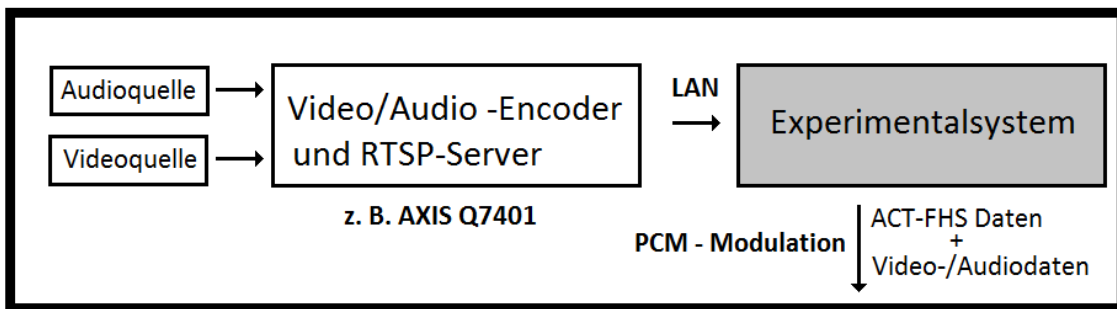 Audioquelle
Videoquelle
Video/Audio -Encoder
und RTSP-Server
z. B. AXIS Q7401
LAN
Experimentalsystem
PCM - Modulation
ACT-FHS Daten
+
Video-/Audiodaten